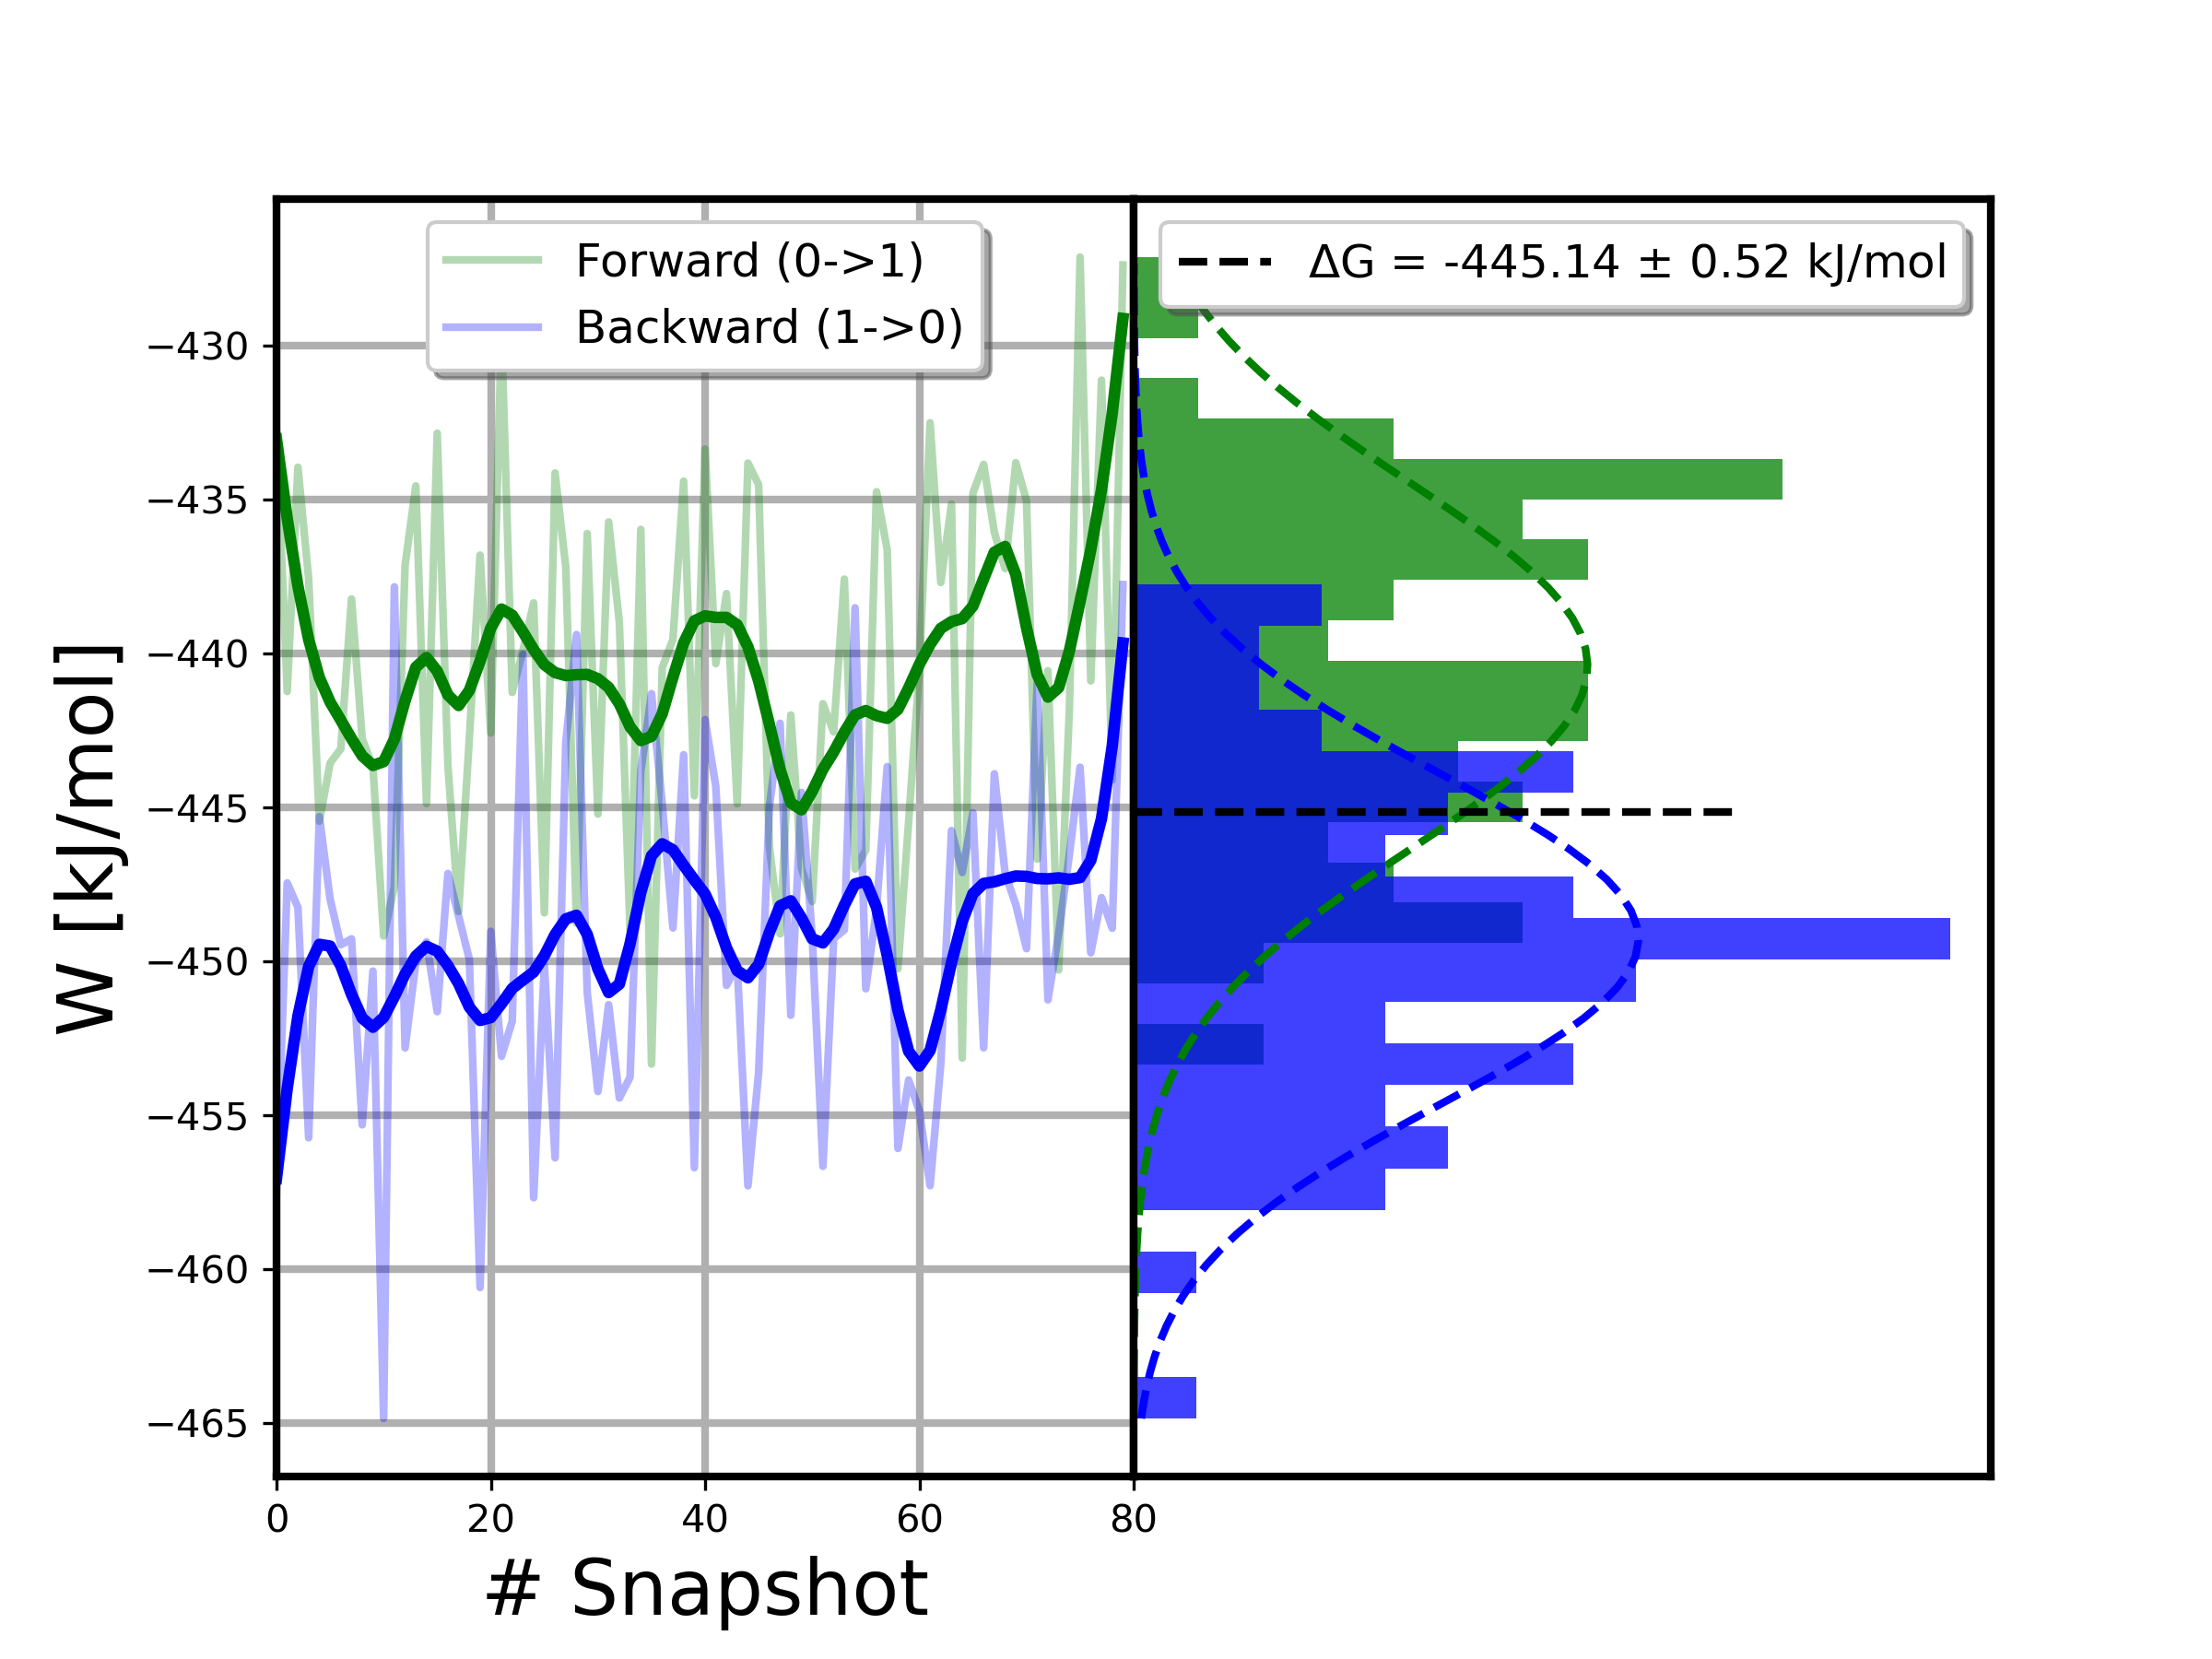 Forward (0->1)
Backward (1->0)
ΔG = -445.14 ± 0.52 kJ/mol
W [kJ/mol]
−430
−435
−440
−445
−450
−455
−460
−465
0 20 40 60 80
# Snapshot